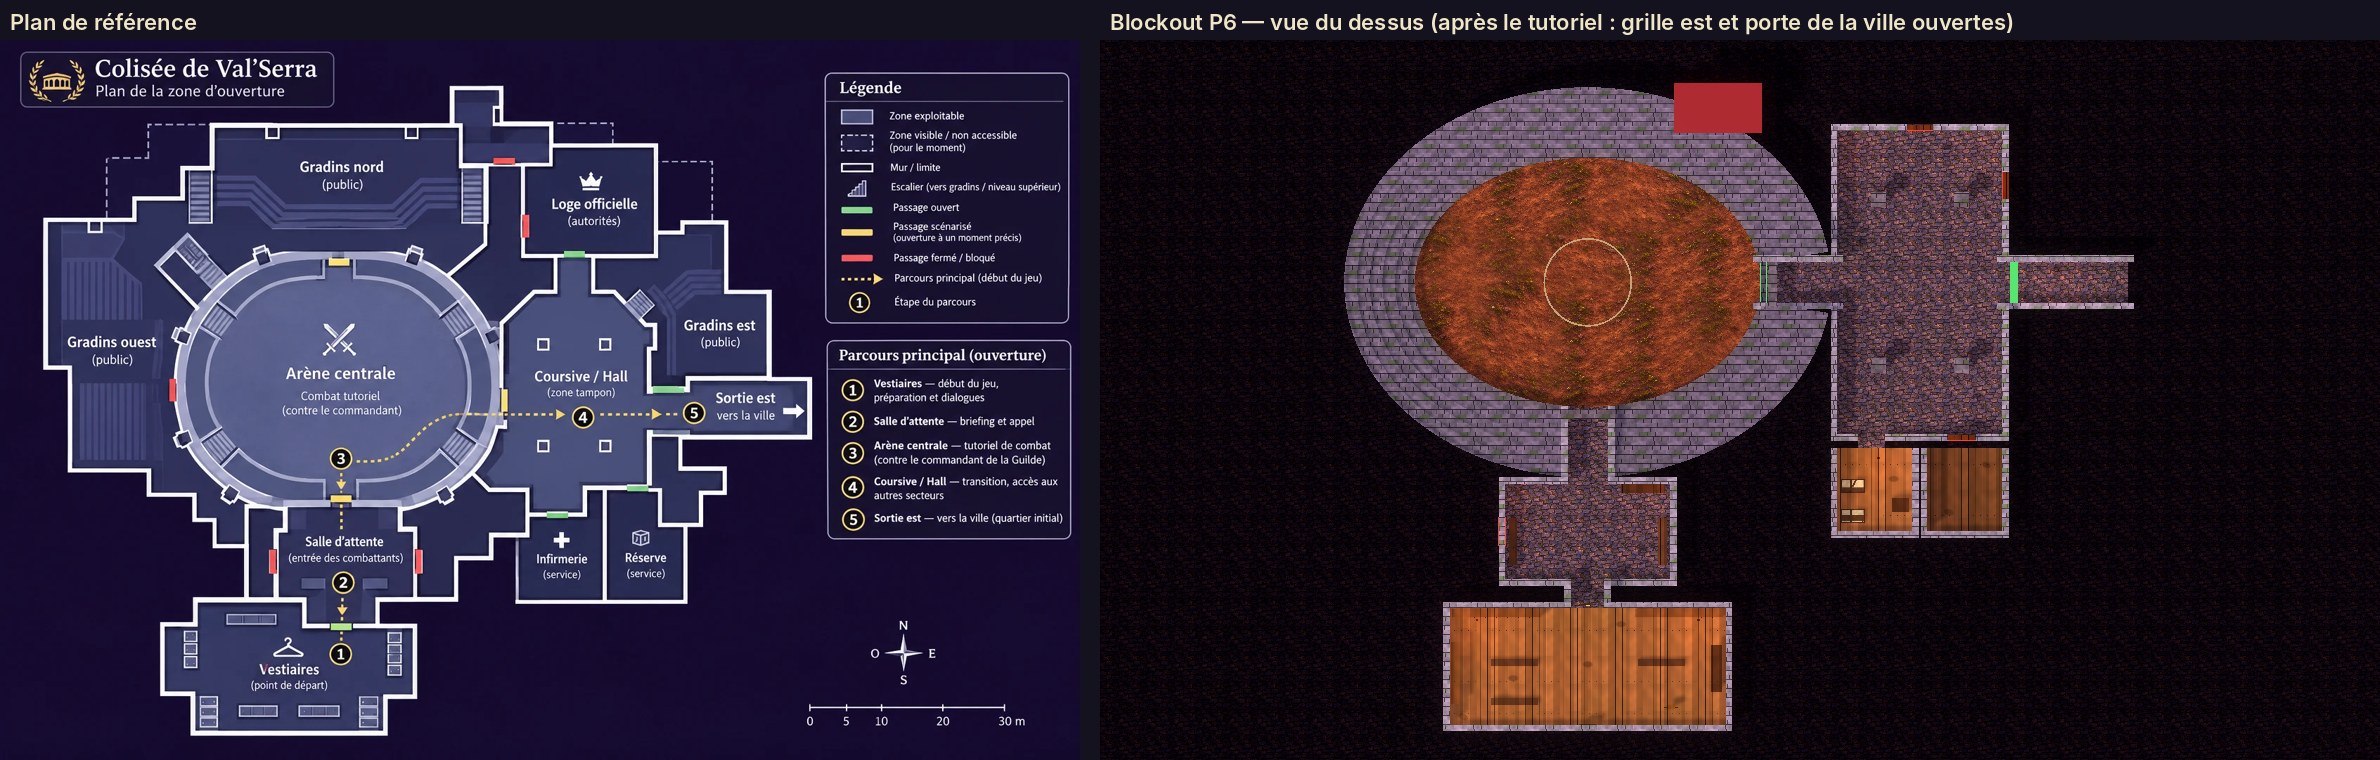 Plan de référence
Blockout P6 — vue du dessus (après le tutoriel : grille est et porte de la ville ouvertes)
Colisée de Val’Serra
Plan de la zone d’ouverture
Gradins nord
(public)
Loge officielle
(autorités)
Gradins ouest
(public)
Arène centrale
Combat tutoriel
(contre le commandant)
Coursive / Hall
(zone tampon)
Gradins est
(public)
Sortie est
vers la ville
3
4
5
Salle d’attente
(entrée des combattants)
2
Infirmerie
(service)
Réserve
(service)
1
Vestiaires
(point de départ)
Légende
Zone exploitable
Zone visible / non accessible
(pour le moment)
Mur / limite
Escalier (vers gradins / niveau supérieur)
Passage ouvert
Passage scénarisé
(ouverture à un moment précis)
Passage fermé / bloqué
Parcours principal (début du jeu)
1 Étape du parcours
Parcours principal (ouverture)
1 Vestiaires — début du jeu,
préparation et dialogues
2 Salle d’attente — briefing et appel
3 Arène centrale — tutoriel de combat
(contre le commandant de la Guilde)
4 Coursive / Hall — transition, accès aux
autres secteurs
5 Sortie est — vers la ville (quartier initial)
N
O E
S
0 5 10 20 30 m